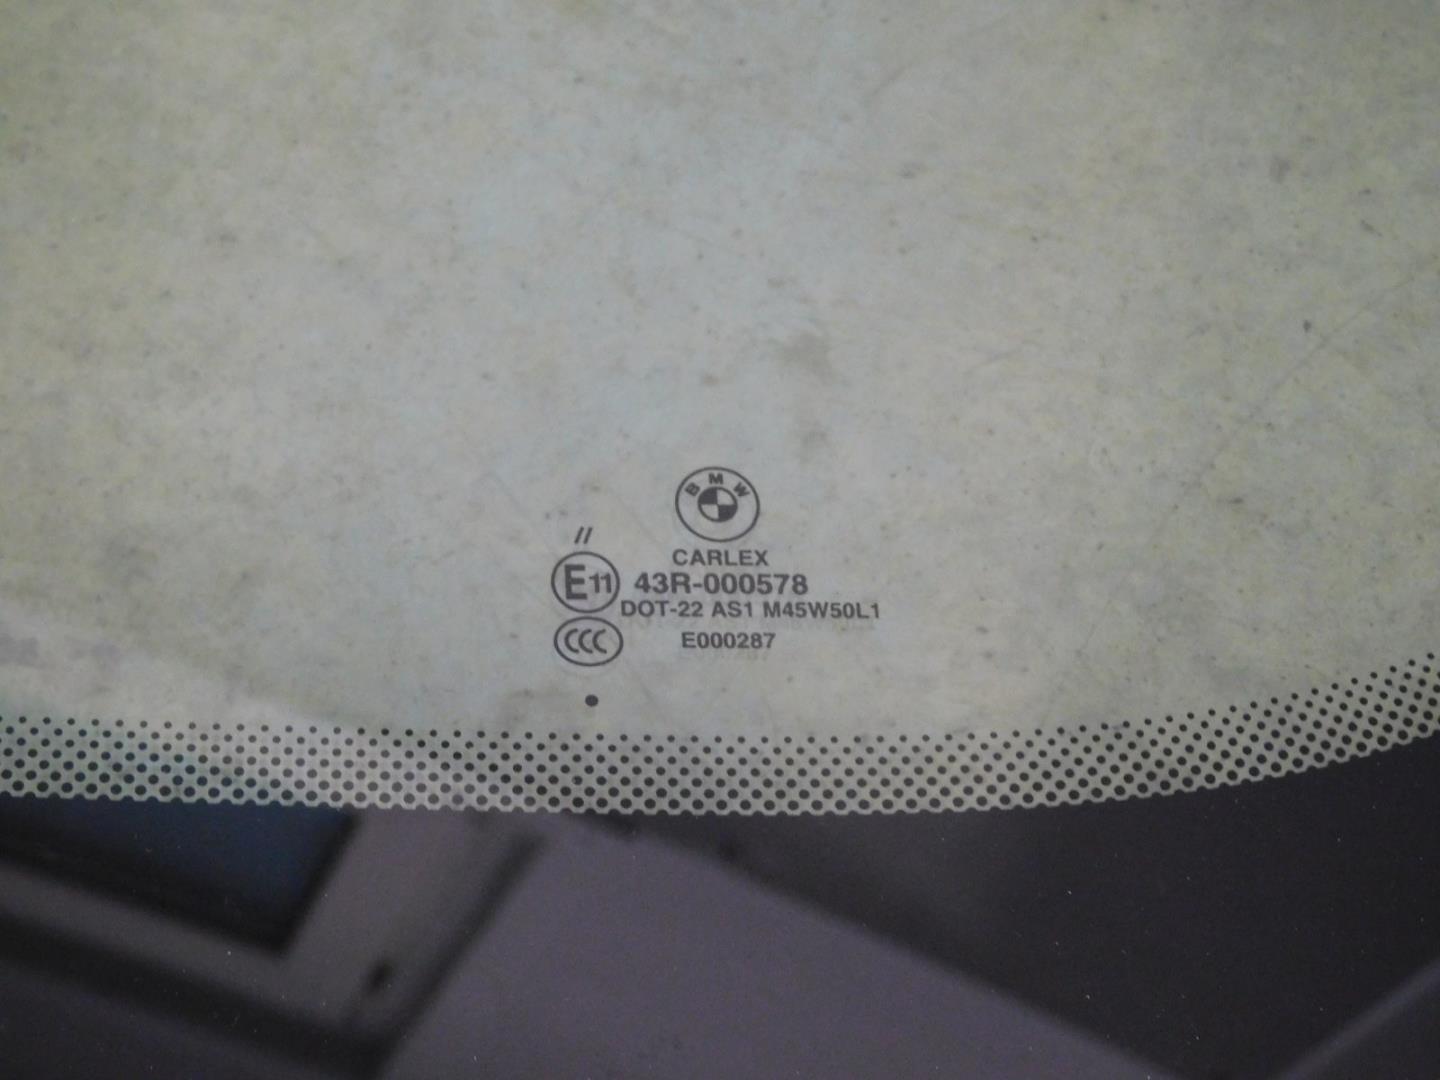 BMW
//
CARLEX
E11 43R-000578
DOT-22 AS1 M45W50L1
CCC E000287